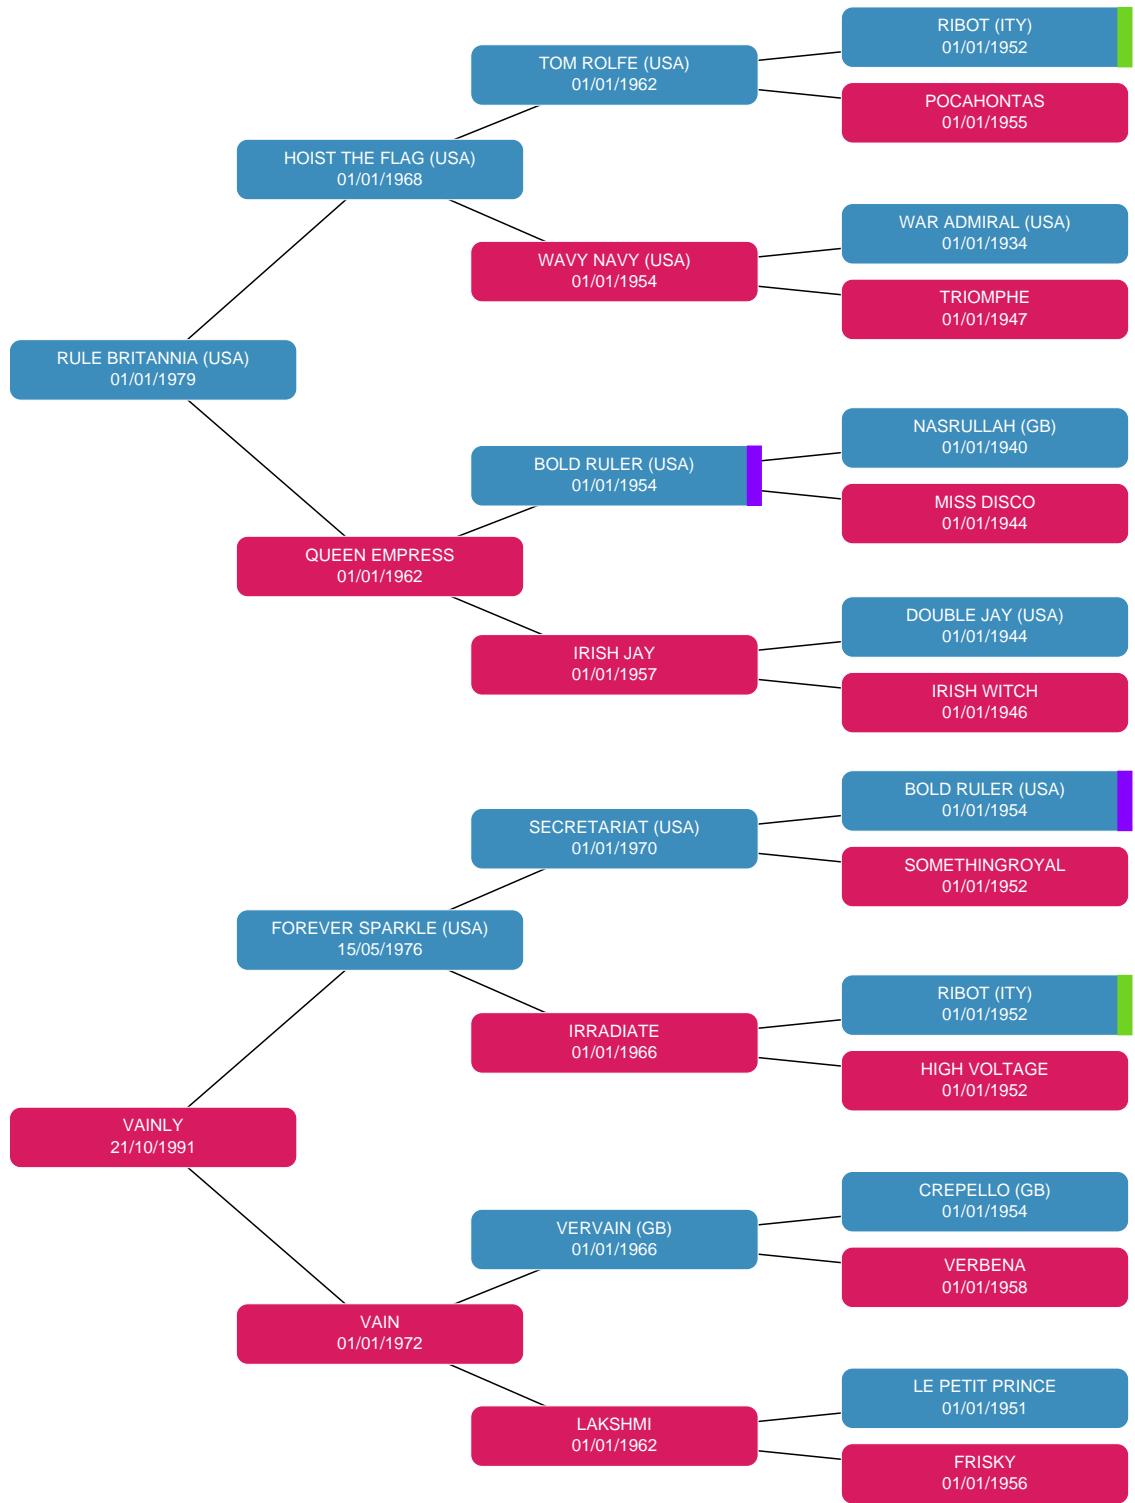 RIBOT (ITY)
01/01/1952
TOM ROLFE (USA)
01/01/1962
POCAHONTAS
01/01/1955
HOIST THE FLAG (USA)
01/01/1968
WAR ADMIRAL (USA)
01/01/1934
WAVY NAVY (USA)
01/01/1954
TRIOMPHE
01/01/1947
RULE BRITANNIA (USA)
01/01/1979
NASRULLAH (GB)
01/01/1940
BOLD RULER (USA)
01/01/1954
MISS DISCO
01/01/1944
QUEEN EMPRESS
01/01/1962
DOUBLE JAY (USA)
01/01/1944
IRISH JAY
01/01/1957
IRISH WITCH
01/01/1946
BOLD RULER (USA)
01/01/1954
SECRETARIAT (USA)
01/01/1970
SOMETHINGROYAL
01/01/1952
FOREVER SPARKLE (USA)
15/05/1976
RIBOT (ITY)
01/01/1952
IRRADIATE
01/01/1966
HIGH VOLTAGE
01/01/1952
VAINLY
21/10/1991
CREPELLO (GB)
01/01/1954
VERVAIN (GB)
01/01/1966
VERBENA
01/01/1958
VAIN
01/01/1972
LE PETIT PRINCE
01/01/1951
LAKSHMI
01/01/1962
FRISKY
01/01/1956